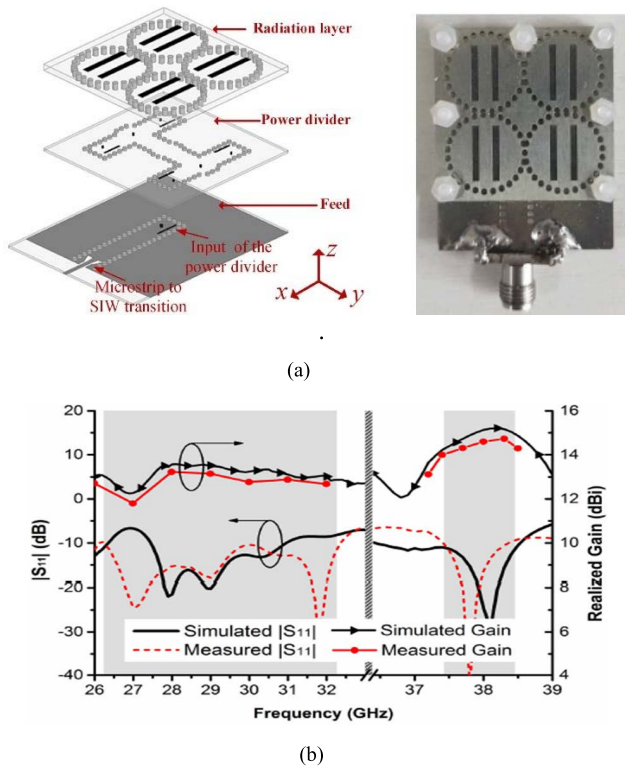 Radiation layer
Power divider
Feed
Input of the
power divider
Microstrip to
SIW transition
z
x
y
.
(a)
20
10
0
-10
-20
-30
-40
|S11| (dB)
16
14
12
10
8
6
4
Realized Gain (dBi)
Simulated |S11|
Simulated Gain
Measured |S11|
Measured Gain
26 27 28 29 30 31 32 37 38 39
Frequency (GHz)
(b)